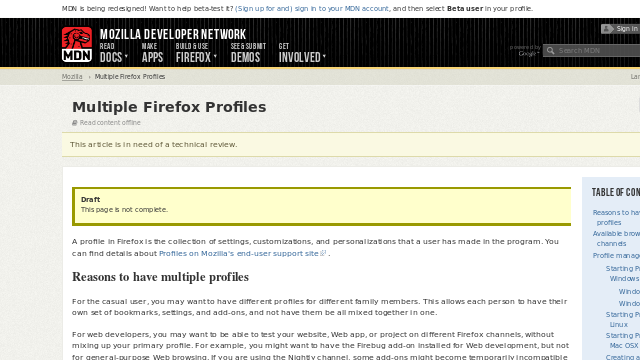 MDN is being redesigned! Want to help beta-test it? (Sign up for and) sign in to your MDN account, and then select Beta user in your profile.
MOZILLA DEVELOPER NETWORK
Sign in
READ MAKE BUILD & USE SEE & SUBMIT GET
DOCS APPS FIREFOX DEMOS INVOLVED
MDN
powered by Google
Search MDN
Mozilla › Multiple Firefox Profiles
Multiple Firefox Profiles
Read content offline
This article is in need of a technical review.
Draft
This page is not complete.
A profile in Firefox is the collection of settings, customizations, and personalizations that a user has made in the program. You
can find details about Profiles on Mozilla's end-user support site .
Reasons to have multiple profiles
For the casual user, you may want to have different profiles for different family members. This allows each person to have their
own set of bookmarks, settings, and add-ons, and not have them all mixed together in one.
For web developers, you may want to be able to test your website, Web app, or project on different Firefox channels, without
mixing up your primary profile. For example, you might want to have the Firebug add-on installed for Web development, but not
for general-purpose Web browsing. If you are using the Nightly channel, some add-ons might become temporarily incompatible
TABLE OF CON
Reasons to hav
profiles
Available brow
channels
Profile manage
Starting Pr
Windows
Windo
Windo
Starting Pr
Linux
Starting Pr
Mac OSX
Creating